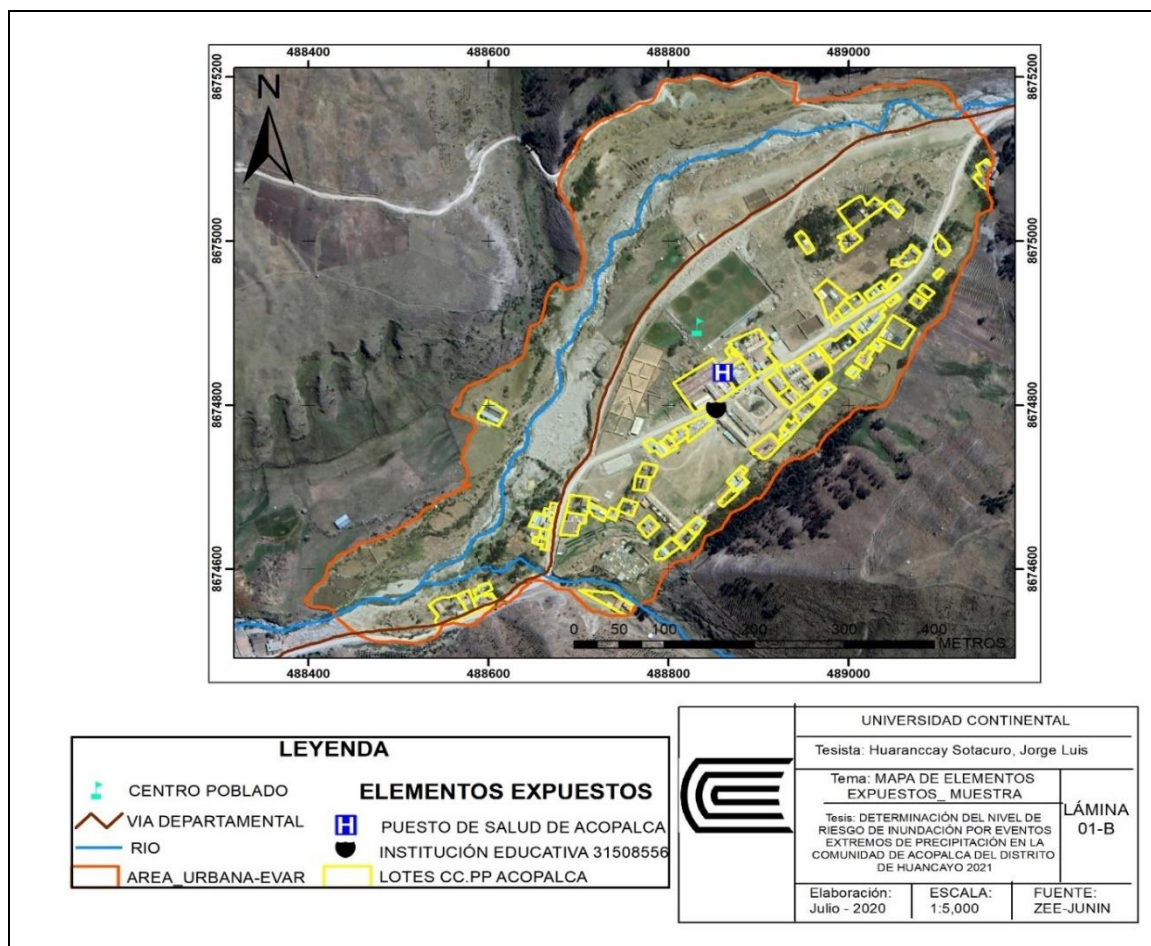 488400 488600 488800 489000
8675200 8675200
N
8675000 8675000
H
8674800 8674800
8674600 8674600
0 50 100 200 300 400
METROS
488400 488600 488800 489000
LEYENDA
CENTRO POBLADO
VIA DEPARTAMENTAL
RIO
AREA_URBANA-EVAR
ELEMENTOS EXPUESTOS
H PUESTO DE SALUD DE ACOPALCA
INSTITUCIÓN EDUCATIVA 31508556
LOTES CC.PP ACOPALCA
UNIVERSIDAD CONTINENTAL
Tesista: Huaranccay Sotacuro, Jorge Luis
Tema: MAPA DE ELEMENTOS
EXPUESTOS_ MUESTRA
Tesis: DETERMINACIÓN DEL NIVEL DE
RIESGO DE INUNDACIÓN POR EVENTOS
EXTREMOS DE PRECIPITACIÓN EN LA
COMUNIDAD DE ACOPALCA DEL DISTRITO
DE HUANCAYO 2021
LÁMINA
01-B
Elaboración:
Julio - 2020
ESCALA:
1:5,000
FUENTE:
ZEE-JUNIN